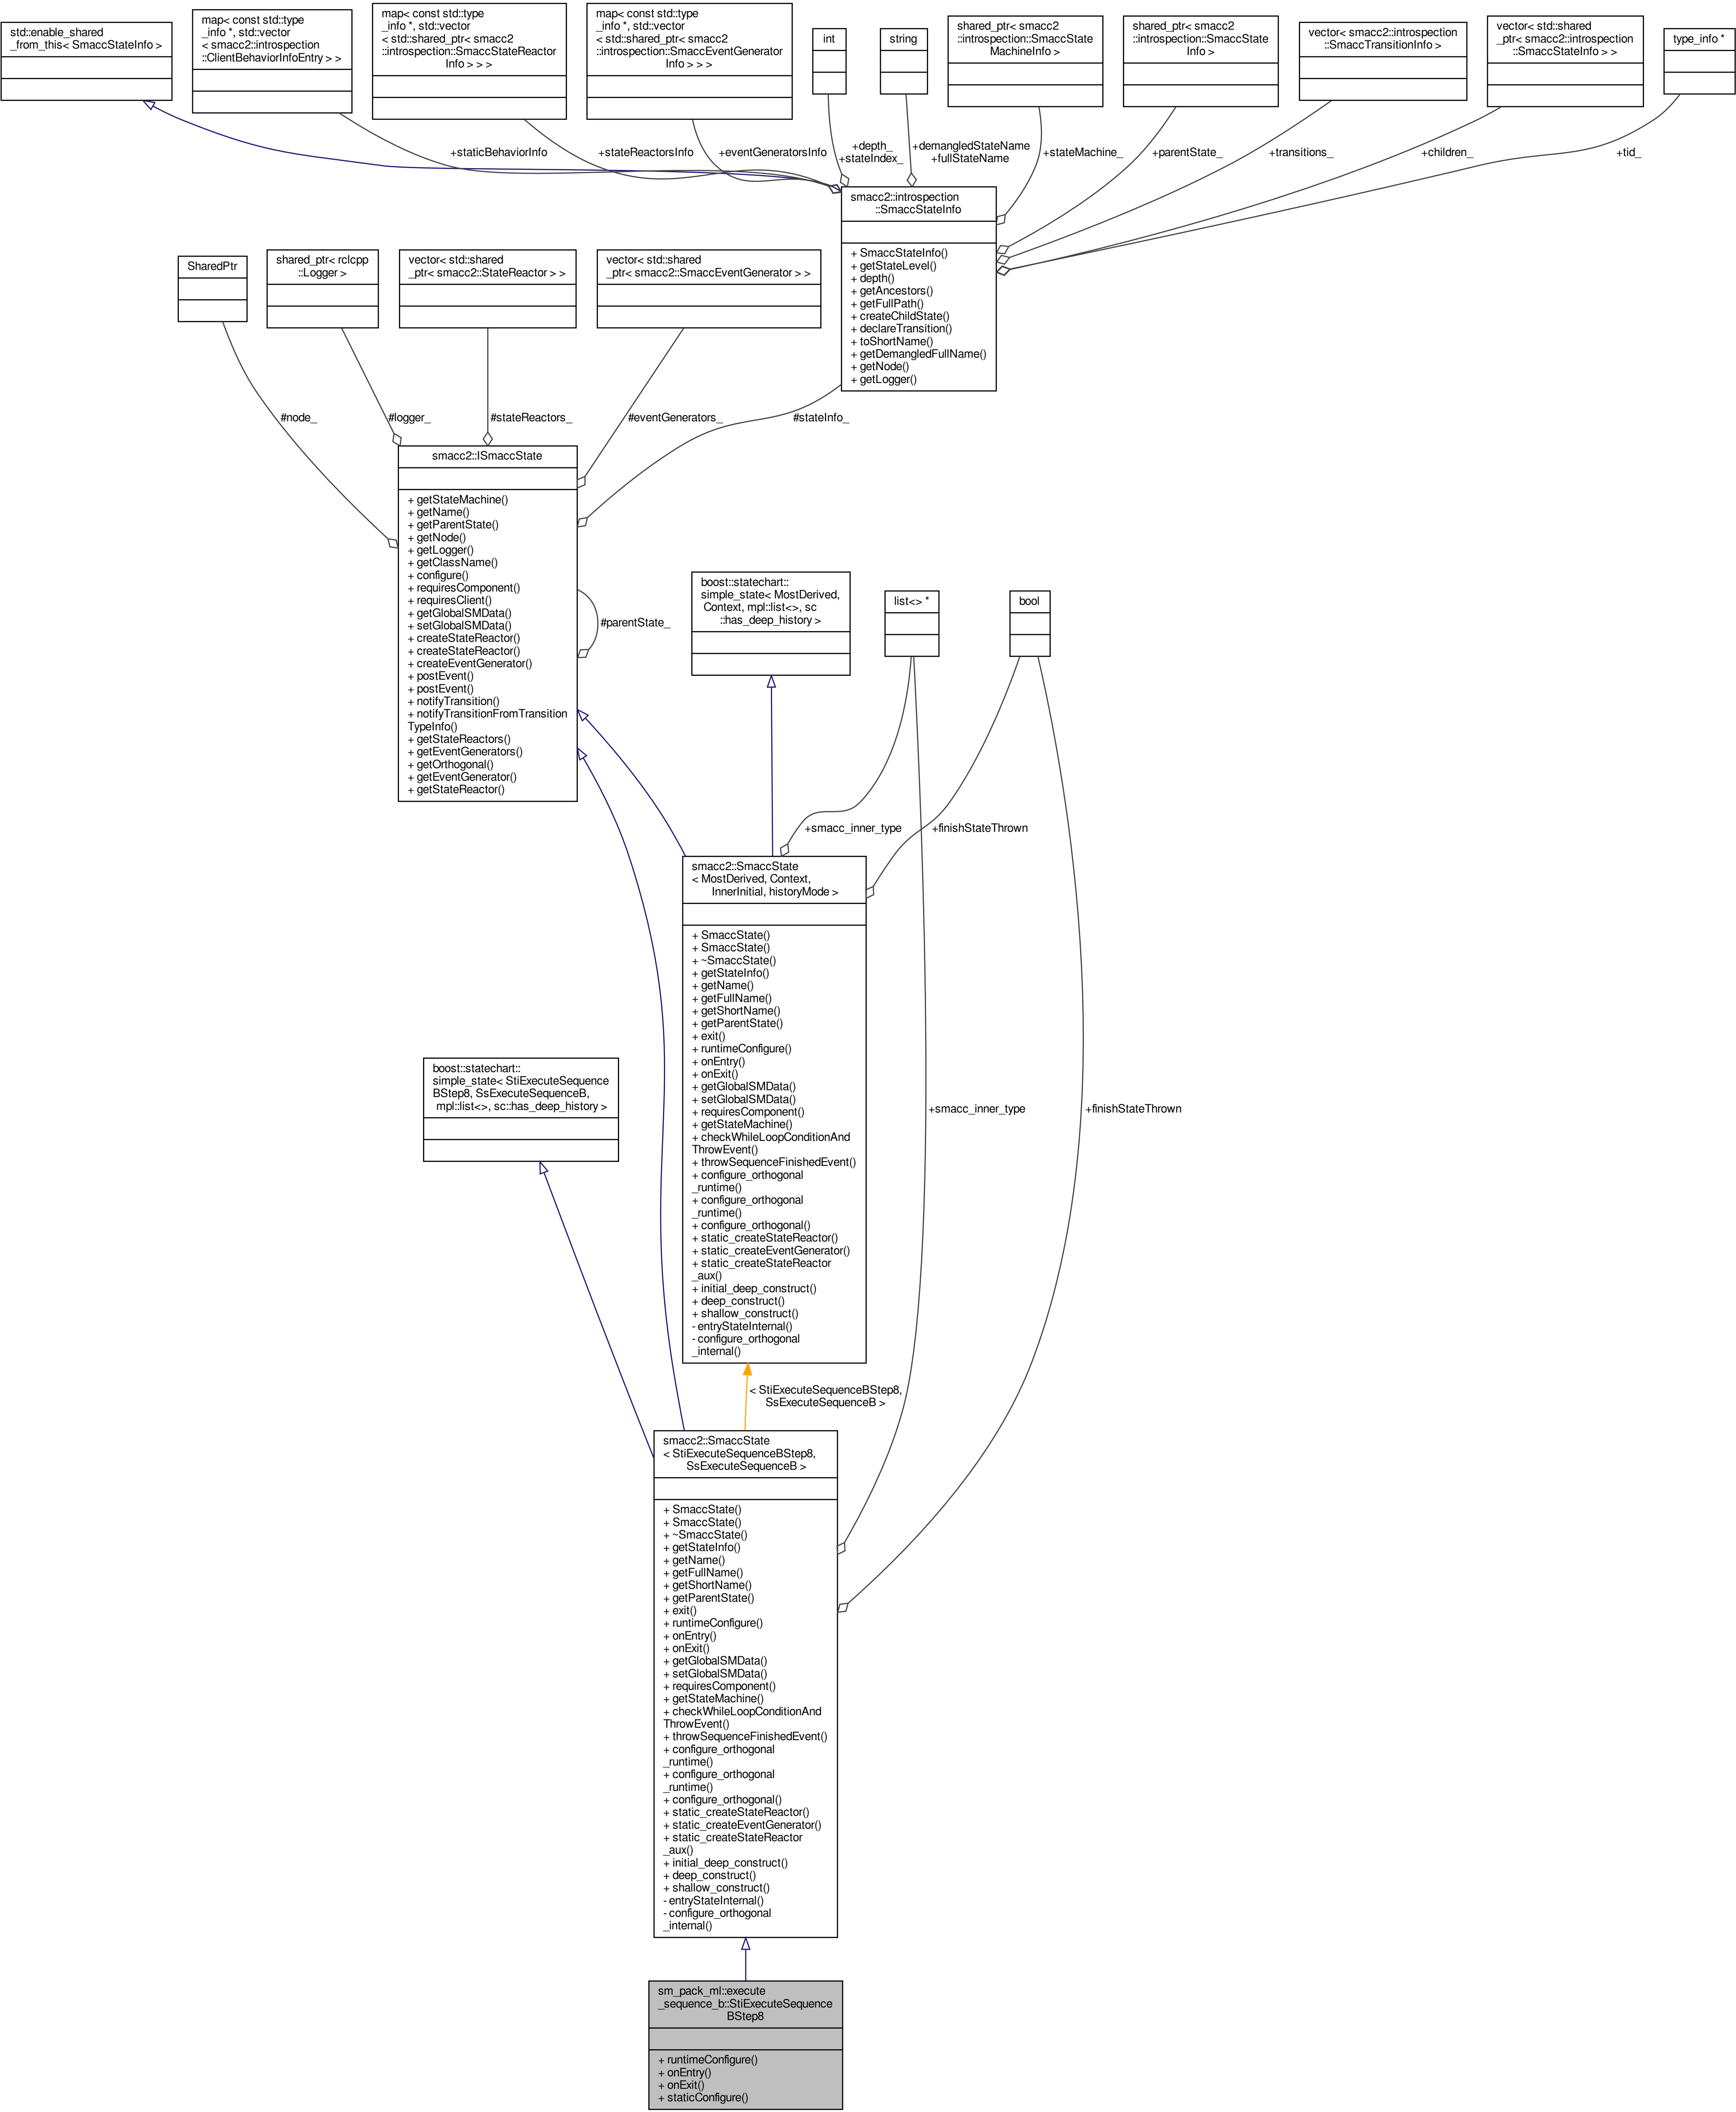 std::enable_shared
_from_this< SmaccStateInfo >
map< const std::type
_info *, std::vector
< smacc2::introspection
::ClientBehaviorInfoEntry > >
map< const std::type
_info *, std::vector
< std::shared_ptr< smacc2
::introspection::SmaccStateReactor
Info > > >
map< const std::type
_info *, std::vector
< std::shared_ptr< smacc2
::introspection::SmaccEventGenerator
Info > > >
int
string
shared_ptr< smacc2
::introspection::SmaccState
MachineInfo >
shared_ptr< smacc2
::introspection::SmaccState
Info >
vector< smacc2::introspection
::SmaccTransitionInfo >
vector< std::shared
_ptr< smacc2::introspection
::SmaccStateInfo > >
type_info *
+staticBehaviorInfo
+stateReactorsInfo
+eventGeneratorsInfo
+depth_
+stateIndex_
+demangledStateName
+fullStateName
+stateMachine_
+parentState_
+transitions_
+children_
+tid_
smacc2::introspection
::SmaccStateInfo
+ SmaccStateInfo()
+ getStateLevel()
+ depth()
+ getAncestors()
+ getFullPath()
+ createChildState()
+ declareTransition()
+ toShortName()
+ getDemangledFullName()
+ getNode()
+ getLogger()
SharedPtr
shared_ptr< rclcpp
::Logger >
vector< std::shared
_ptr< smacc2::StateReactor > >
vector< std::shared
_ptr< smacc2::SmaccEventGenerator > >
#node_
#logger_
#stateReactors_
#eventGenerators_
#stateInfo_
smacc2::ISmaccState
+ getStateMachine()
+ getName()
+ getParentState()
+ getNode()
+ getLogger()
+ getClassName()
+ configure()
+ requiresComponent()
+ requiresClient()
+ getGlobalSMData()
+ setGlobalSMData()
+ createStateReactor()
+ createStateReactor()
+ createEventGenerator()
+ postEvent()
+ postEvent()
+ notifyTransition()
+ notifyTransitionFromTransition
TypeInfo()
+ getStateReactors()
+ getEventGenerators()
+ getOrthogonal()
+ getEventGenerator()
+ getStateReactor()
#parentState_
boost::statechart::
simple_state< MostDerived,
Context, mpl::list<>, sc
::has_deep_history >
list<> *
bool
+smacc_inner_type
+finishStateThrown
smacc2::SmaccState
< MostDerived, Context,
InnerInitial, historyMode >
+ SmaccState()
+ SmaccState()
+ ~SmaccState()
+ getStateInfo()
+ getName()
+ getFullName()
+ getShortName()
+ getParentState()
+ exit()
+ runtimeConfigure()
+ onEntry()
+ onExit()
+ getGlobalSMData()
+ setGlobalSMData()
+ requiresComponent()
+ getStateMachine()
+ checkWhileLoopConditionAnd
ThrowEvent()
+ throwSequenceFinishedEvent()
+ configure_orthogonal
_runtime()
+ configure_orthogonal
_runtime()
+ configure_orthogonal()
+ static_createStateReactor()
+ static_createEventGenerator()
+ static_createStateReactor
_aux()
+ initial_deep_construct()
+ deep_construct()
+ shallow_construct()
- entryStateInternal()
- configure_orthogonal
_internal()
boost::statechart::
simple_state< StiExecuteSequence
BStep8, SsExecuteSequenceB,
mpl::list<>, sc::has_deep_history >
+smacc_inner_type
+finishStateThrown
< StiExecuteSequenceBStep8,
SsExecuteSequenceB >
smacc2::SmaccState
< StiExecuteSequenceBStep8,
SsExecuteSequenceB >
+ SmaccState()
+ SmaccState()
+ ~SmaccState()
+ getStateInfo()
+ getName()
+ getFullName()
+ getShortName()
+ getParentState()
+ exit()
+ runtimeConfigure()
+ onEntry()
+ onExit()
+ getGlobalSMData()
+ setGlobalSMData()
+ requiresComponent()
+ getStateMachine()
+ checkWhileLoopConditionAnd
ThrowEvent()
+ throwSequenceFinishedEvent()
+ configure_orthogonal
_runtime()
+ configure_orthogonal
_runtime()
+ configure_orthogonal()
+ static_createStateReactor()
+ static_createEventGenerator()
+ static_createStateReactor
_aux()
+ initial_deep_construct()
+ deep_construct()
+ shallow_construct()
- entryStateInternal()
- configure_orthogonal
_internal()
sm_pack_ml::execute
_sequence_b::StiExecuteSequence
BStep8
+ runtimeConfigure()
+ onEntry()
+ onExit()
+ staticConfigure()